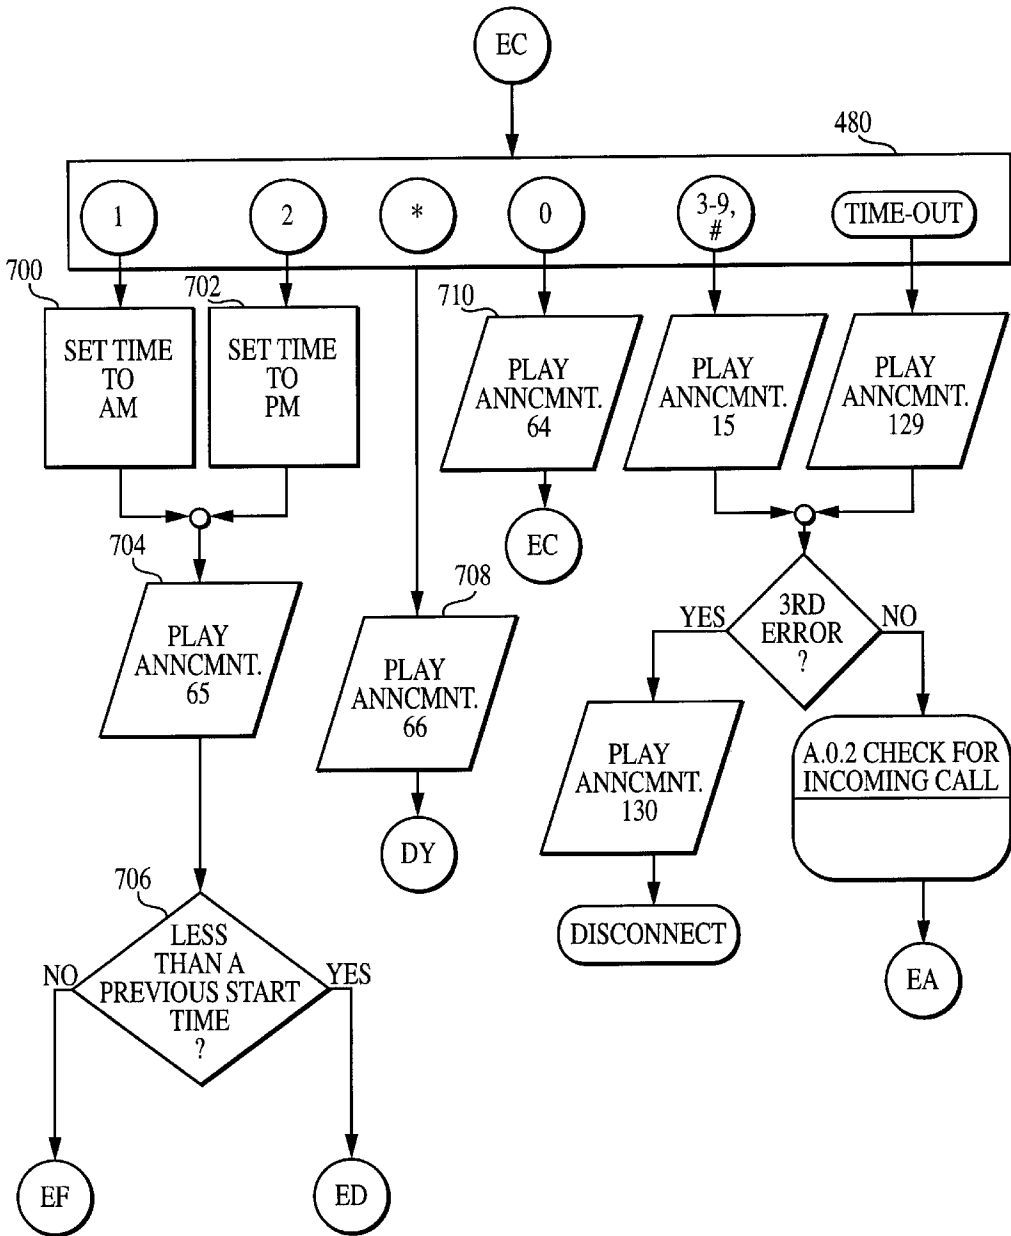 EC
480
1
2
*
0
3-9,
#
TIME-OUT
700
702
710
SET TIME
TO
AM
SET TIME
TO
PM
PLAY
ANNCMNT.
64
PLAY
ANNCMNT.
15
PLAY
ANNCMNT.
129
EC
704
PLAY
ANNCMNT.
65
708
PLAY
ANNCMNT.
66
DY
YES
3RD
ERROR
?
NO
PLAY
ANNCMNT.
130
DISCONNECT
A.0.2 CHECK FOR
INCOMING CALL
EA
706
NO
LESS
THAN A
PREVIOUS START
TIME
?
YES
EF
ED